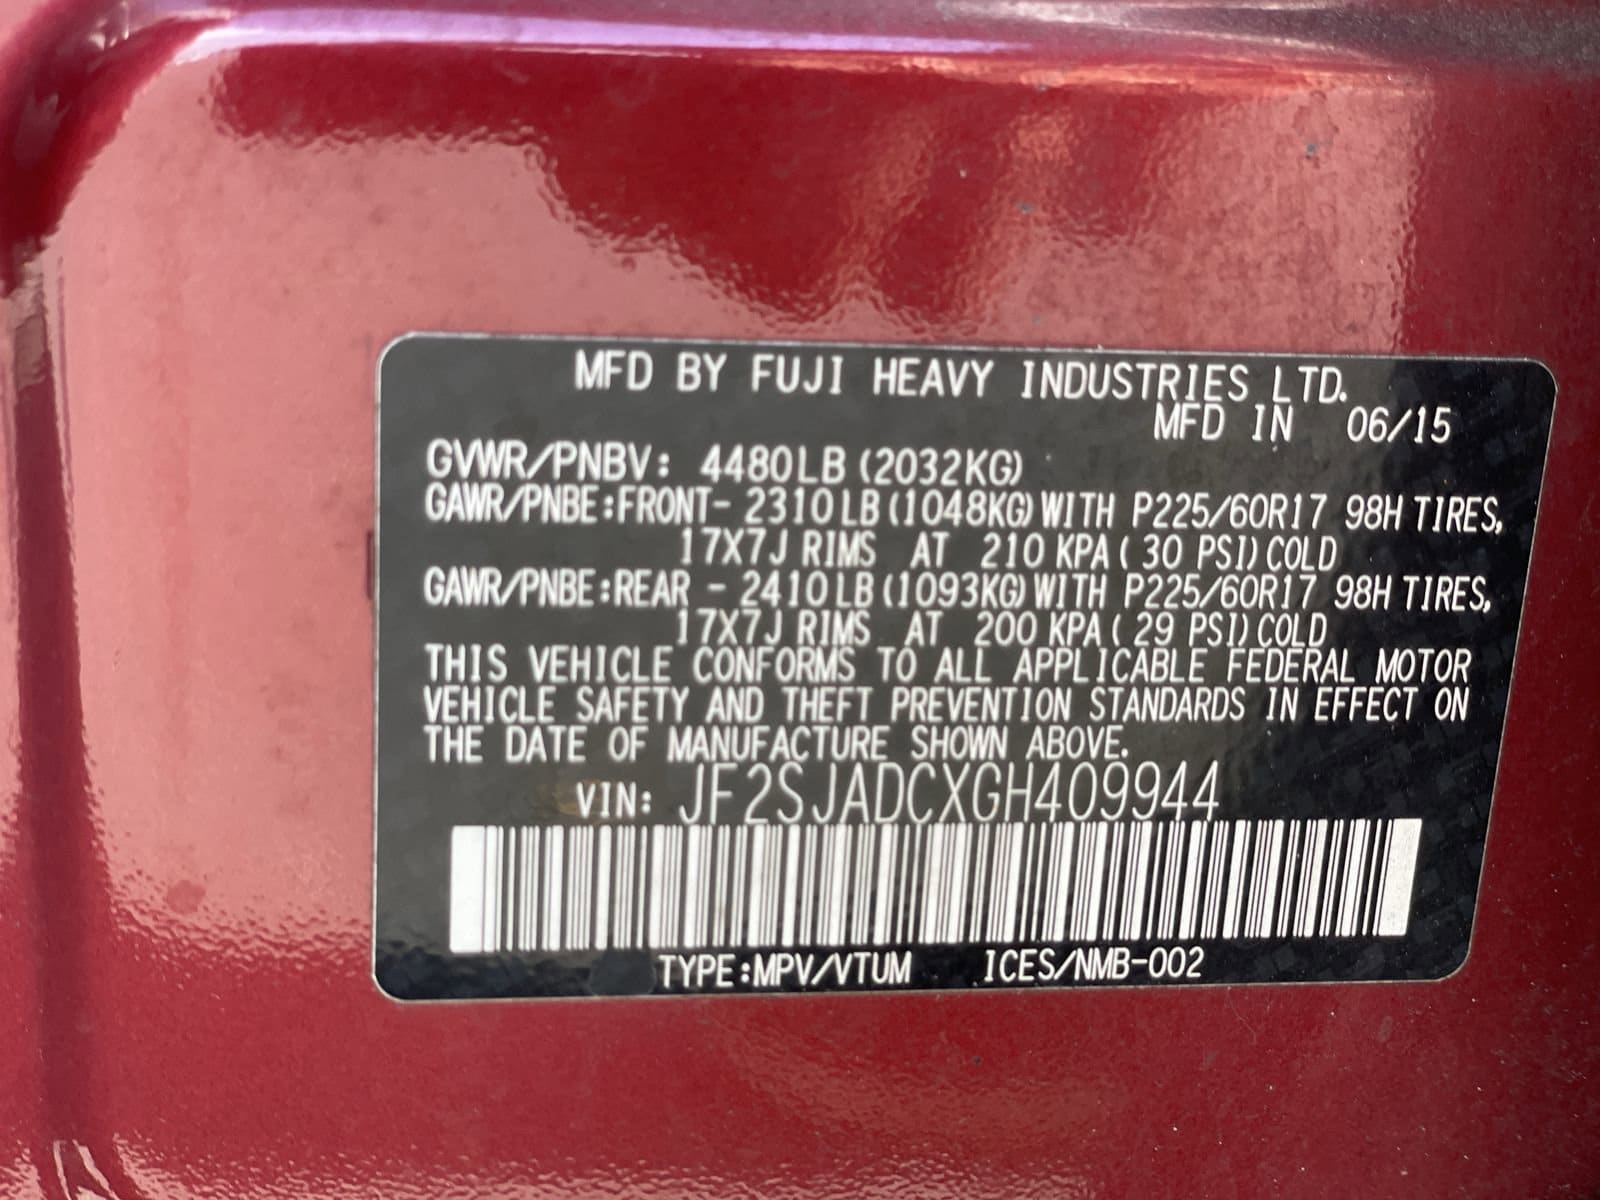 MFD BY FUJI HEAVY INDUSTRIES LTD.
MFD IN 06/15
GVWR/PNBV: 4480LB (2032KG)
GAWR/PNBE:FRONT- 2310LB (1048KG) WITH P225/60R17 98H TIRES,
17X7J RIMS AT 210 KPA ( 30 PSI) COLD
GAWR/PNBE:REAR - 2410LB (1093KG) WITH P225/60R17 98H TIRES,
17X7J RIMS AT 200 KPA ( 29 PSI) COLD
THIS VEHICLE CONFORMS TO ALL APPLICABLE FEDERAL MOTOR
VEHICLE SAFETY AND THEFT PREVENTION STANDARDS IN EFFECT ON
THE DATE OF MANUFACTURE SHOWN ABOVE.
VIN: JF2SJADCXGH409944
TYPE:MPV/VTUM ICES/NMB-002